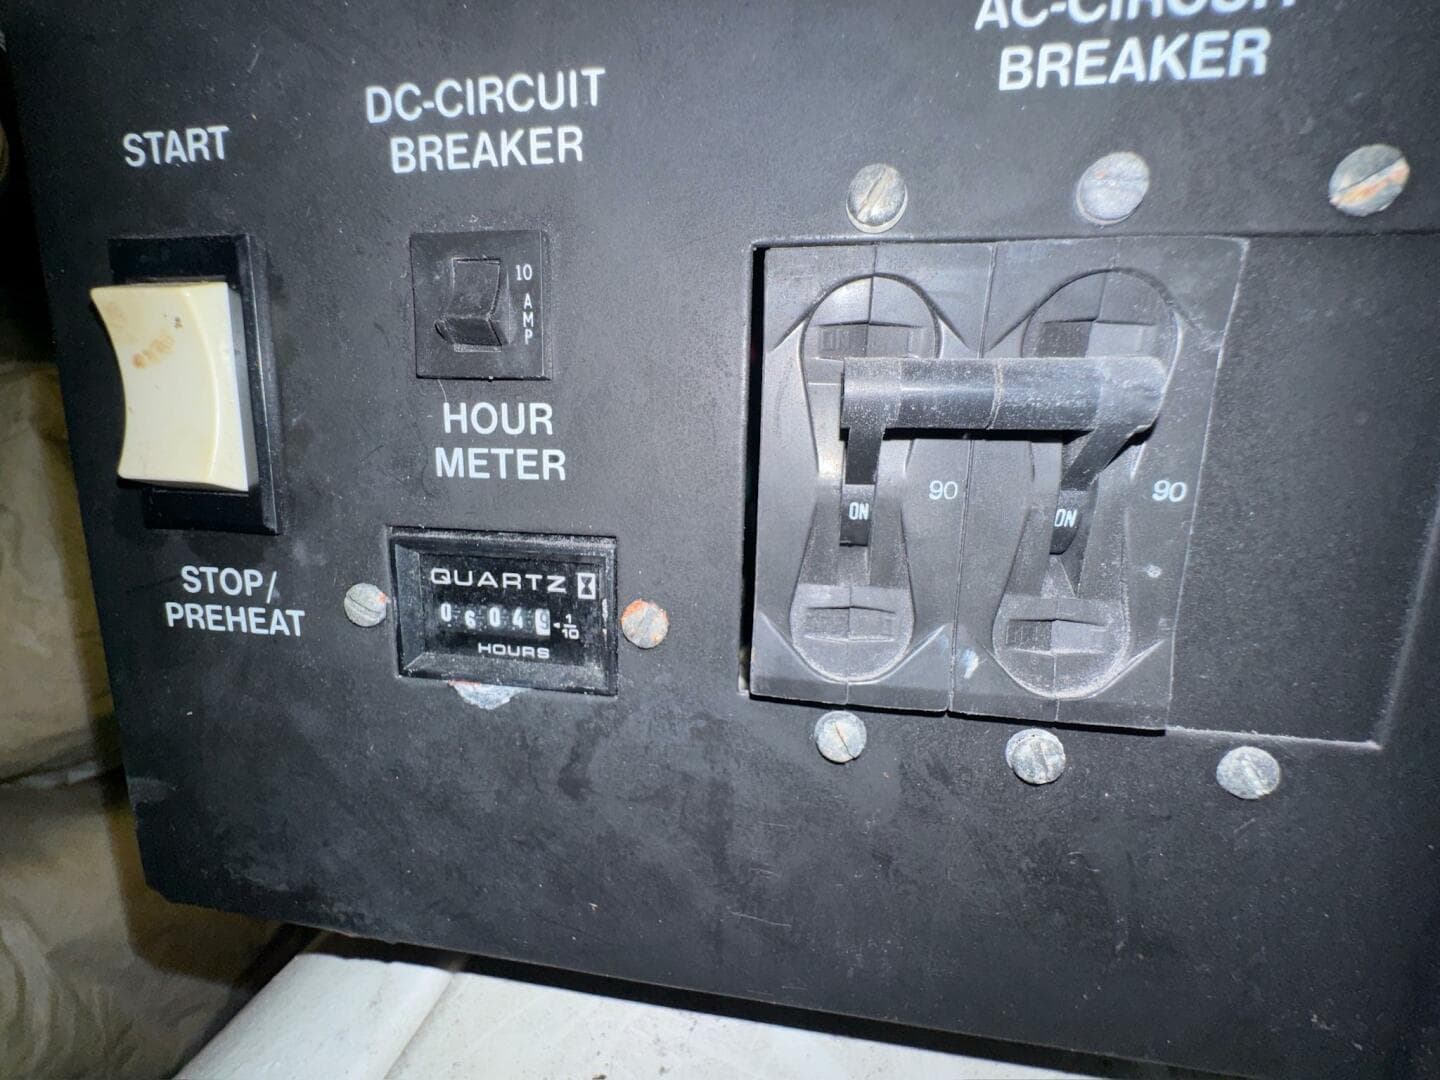 AC-CIRCUIT
BREAKER
DC-CIRCUIT
BREAKER
START
10
AMP
HOUR
METER
90
90
ON
ON
QUARTZ
06049 1/10
HOURS
STOP/
PREHEAT